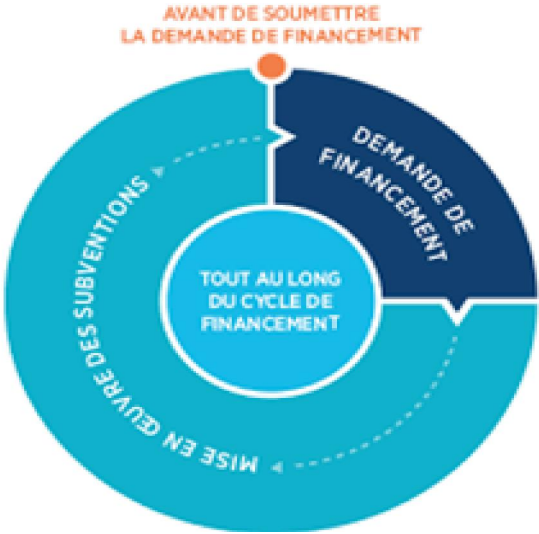 AVANT DE SOUMETTRE
LA DEMANDE DE FINANCEMENT
DEMANDE DE
FINANCEMENT
TOUT AU LONG
DU CYCLE DE
FINANCEMENT
MISE EN ŒUVRE DES SUBVENTIONS